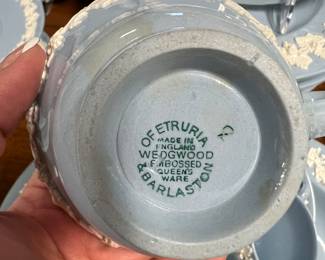 OF ETRURIA
MADE IN
ENGLAND
WEDGWOOD
EMBOSSED
QUEENS
WARE
& BARLASTON